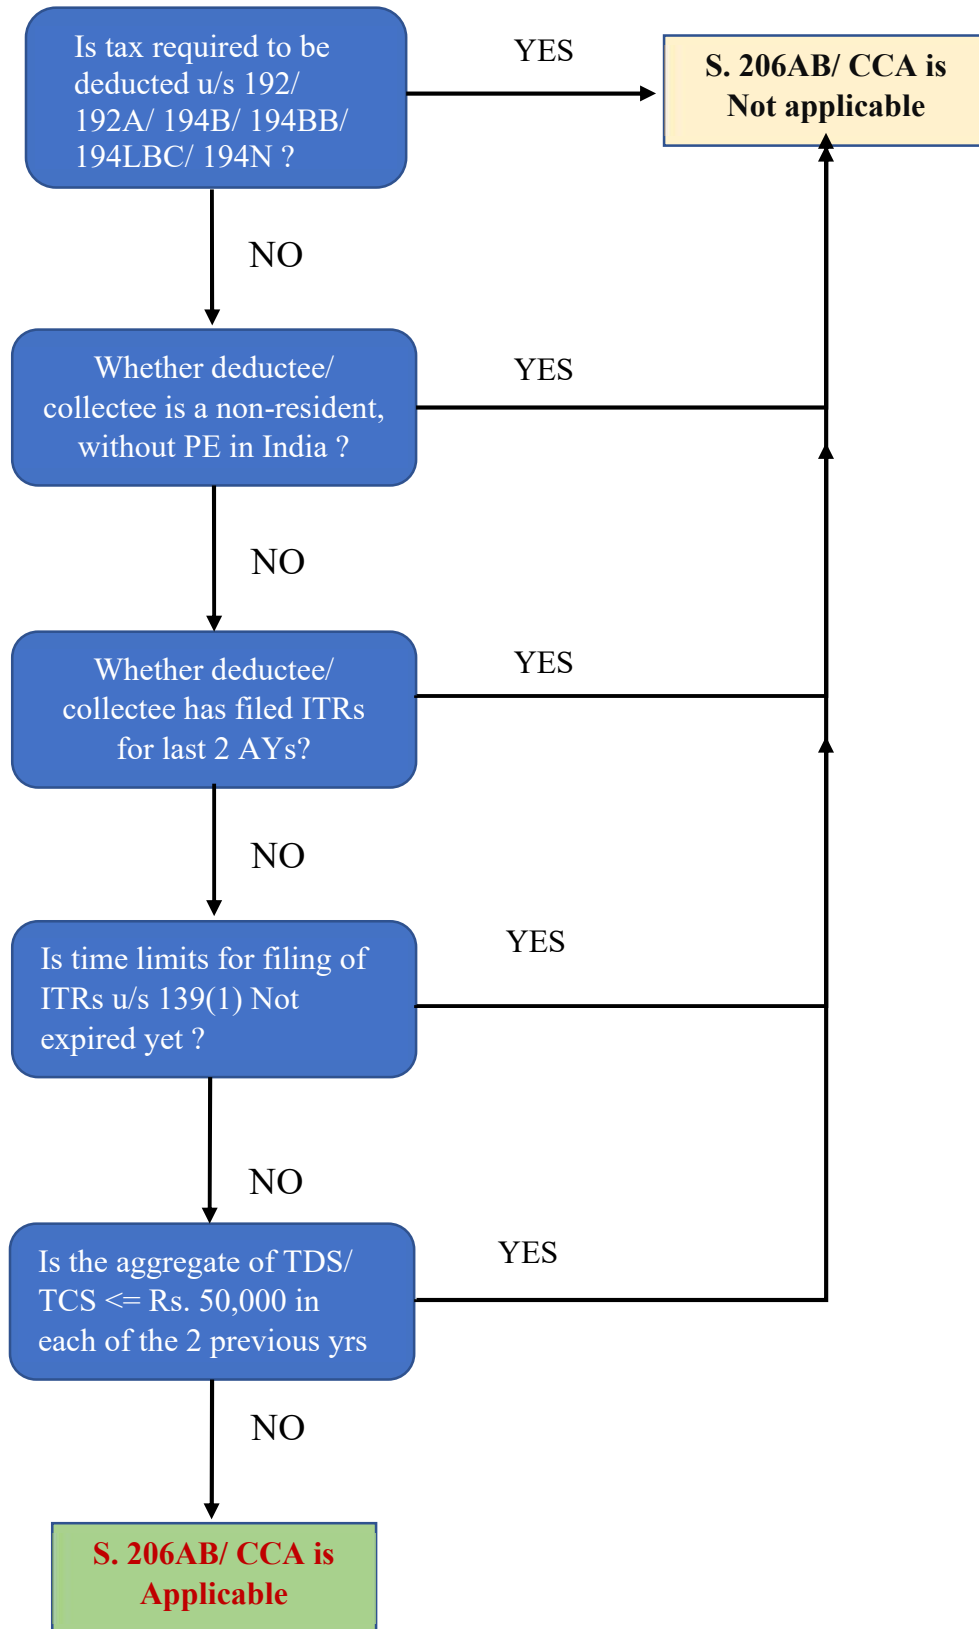 Is tax required to be
deducted u/s 192/
192A/ 194B/ 194BB/
194LBC/ 194N ?
YES
S. 206AB/ CCA is
Not applicable
NO
Whether deductee/
collectee is a non-resident,
without PE in India ?
YES
NO
Whether deductee/
collectee has filed ITRs
for last 2 AYs?
YES
NO
Is time limits for filing of
ITRs u/s 139(1) Not
expired yet ?
YES
NO
Is the aggregate of TDS/
TCS <= Rs. 50,000 in
each of the 2 previous yrs
YES
NO
S. 206AB/ CCA is
Applicable